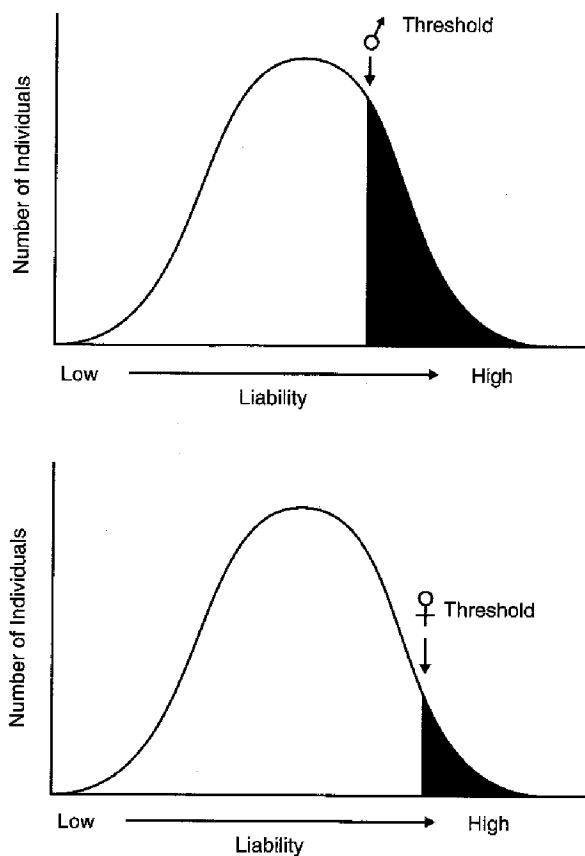 ♂ Threshold
Number of Individuals
Low
High
Liability
♀ Threshold
Number of Individuals
Low
High
Liability